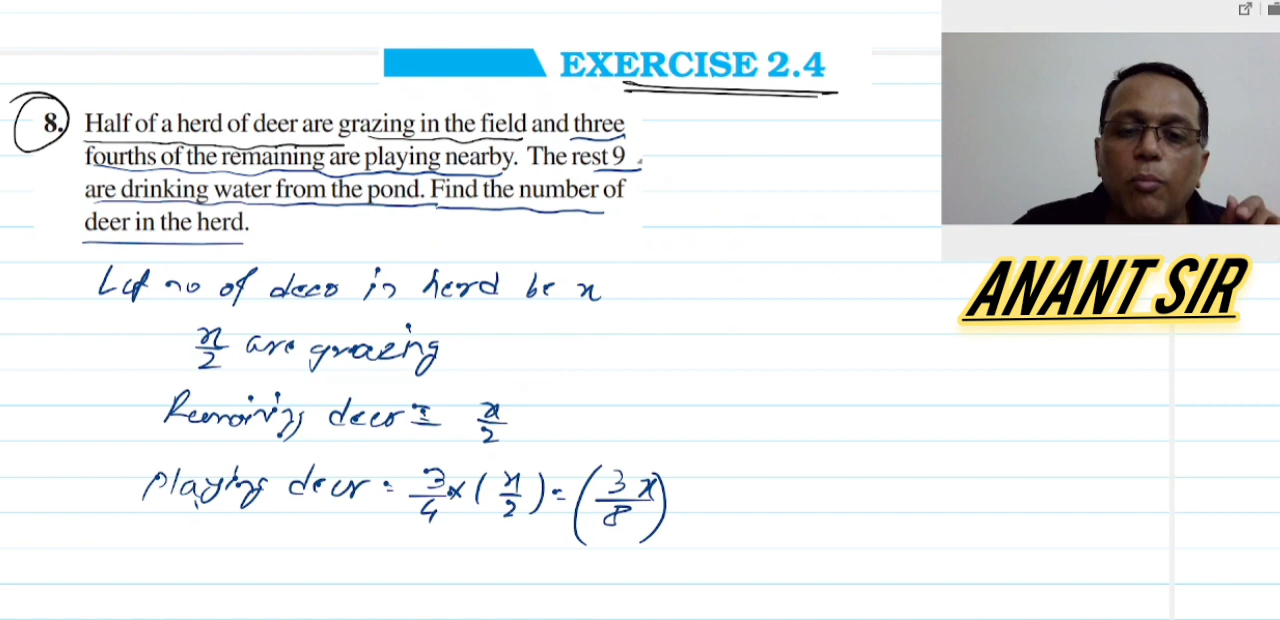 EXERCISE 2.4
8. Half of a herd of deer are grazing in the field and three
fourths of the remaining are playing nearby. The rest 9
are drinking water from the pond. Find the number of
deer in the herd.
Let no of deer in herd be x
x/2 are grazing
Remaining deer = x/2
Playing deer = 3/4 × (x/2) = (3x/8)
ANANT SIR